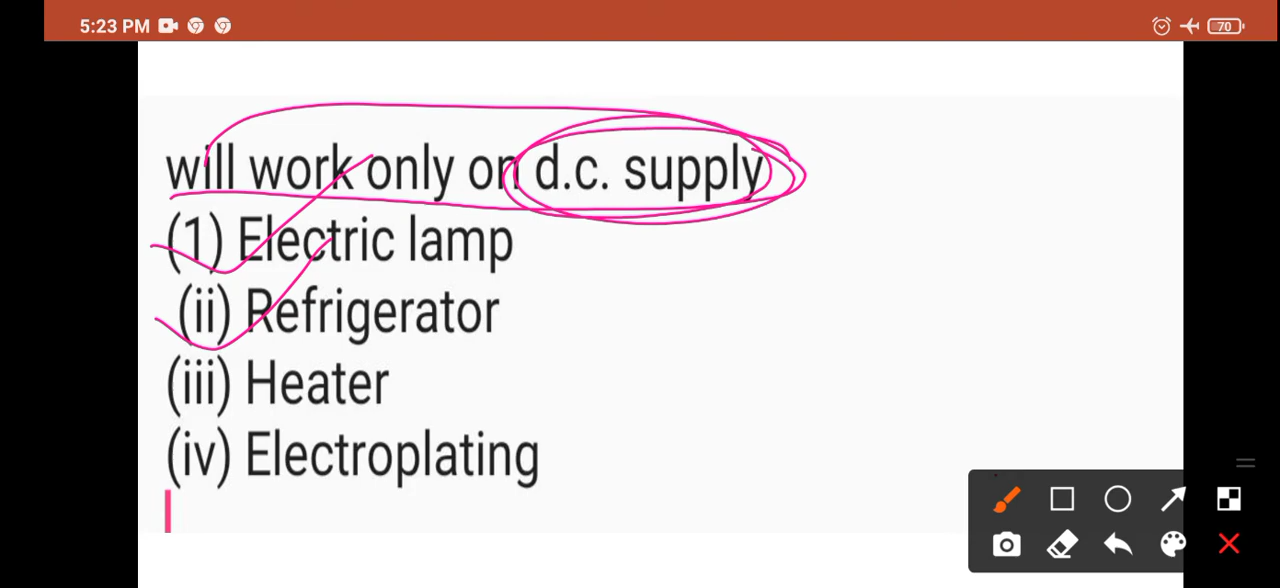 5:23 PM
70
will work only on d.c. supply
(1) Electric lamp
(ii) Refrigerator
(iii) Heater
(iv) Electroplating